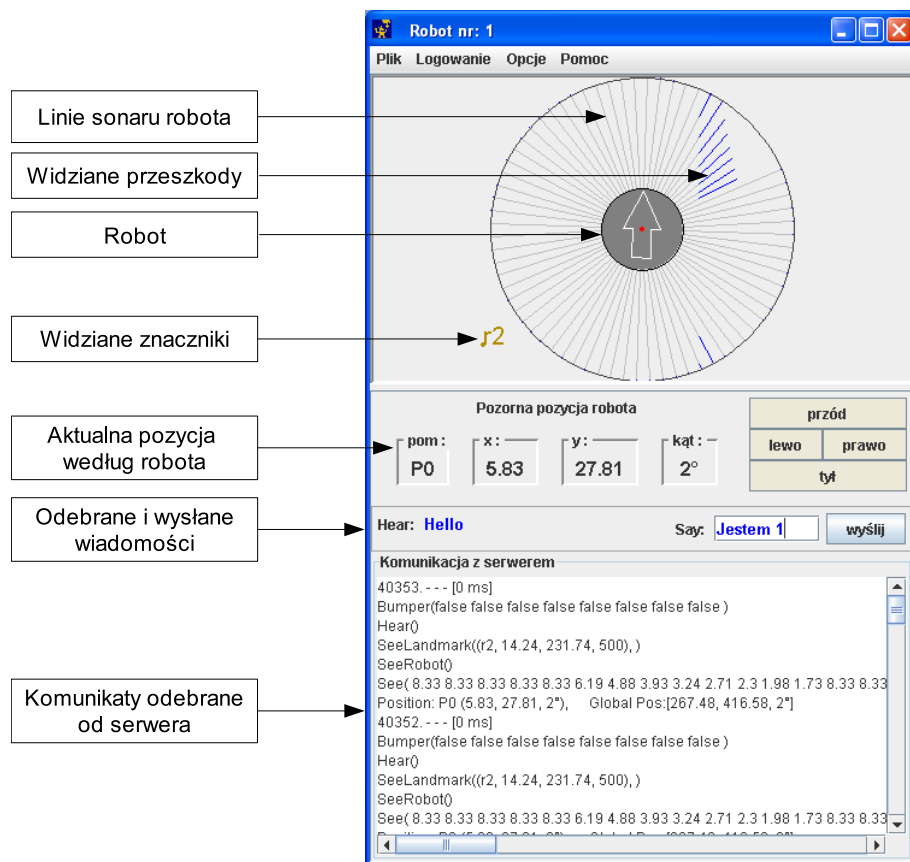 Robot nr: 1
Plik Logowanie Opcje Pomoc
Linie sonaru robota
Widziane przeszkody
Robot
Widziane znaczniki
r2
Aktualna pozycja
według robota
Pozorna pozycja robota
pom: x: y: kąt:
P0 5.83 27.81 2°
przód
lewo prawo
tył
Odebrane i wysłane
wiadomości
Hear: Hello Say: Jestem 1 wyślij
Komunikaty odebrane
od serwera
Komunikacja z serwerem
40353. - - - [0 ms]
Bumper(false false false false false false false false )
Hear()
SeeLandmark((r2, 14.24, 231.74, 500), )
SeeRobot()
See( 8.33 8.33 8.33 8.33 8.33 6.19 4.88 3.93 3.24 2.71 2.3 1.98 1.73 8.33 8.33
Position: P0 (5.83, 27.81, 2°), Global Pos:[267.48, 416.58, 2°]
40352. - - - [0 ms]
Bumper(false false false false false false false false )
Hear()
SeeLandmark((r2, 14.24, 231.74, 500), )
SeeRobot()
See( 8.33 8.33 8.33 8.33 8.33 6.19 4.88 3.93 3.24 2.71 2.3 1.98 1.73 8.33 8.33